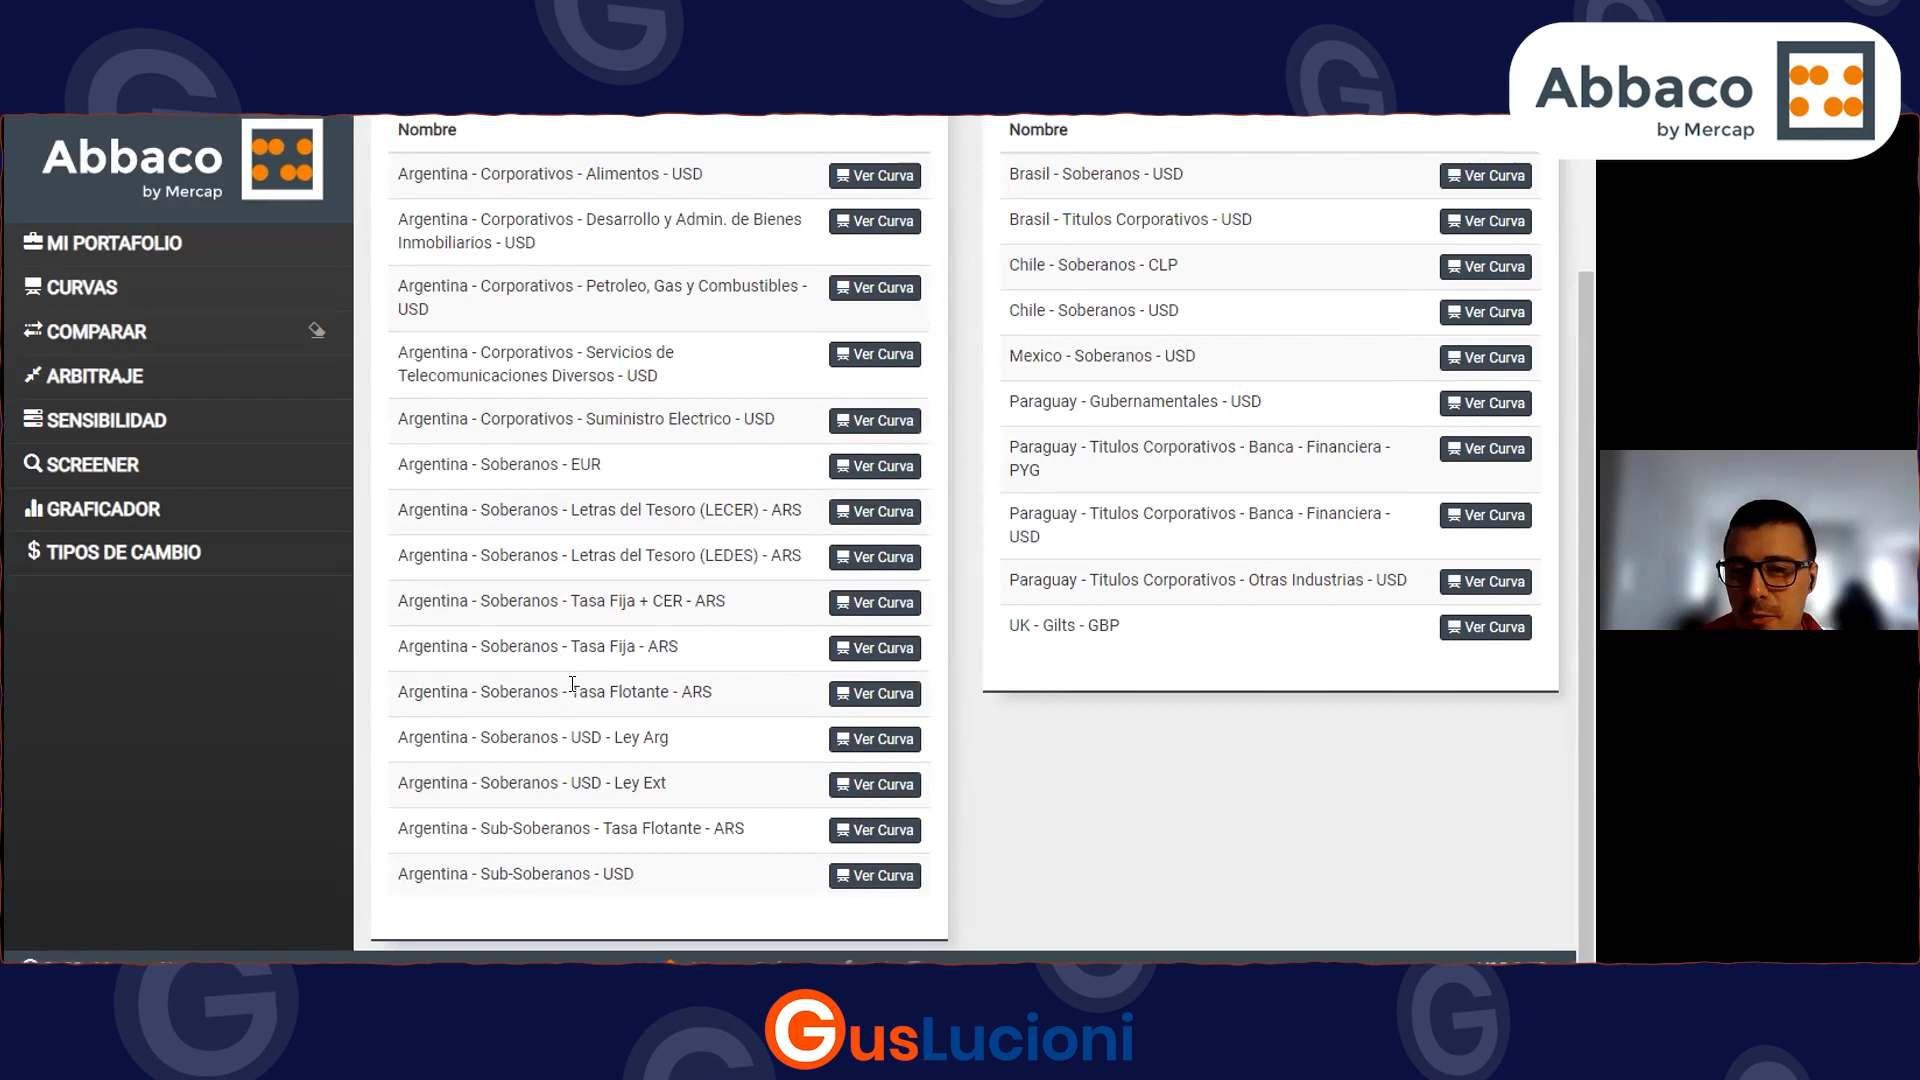 Abbaco
by Mercap
Abbaco
by Mercap
MI PORTAFOLIO
CURVAS
COMPARAR
ARBITRAJE
SENSIBILIDAD
SCREENER
GRAFICADOR
TIPOS DE CAMBIO
Nombre
Argentina - Corporativos - Alimentos - USD Ver Curva
Argentina - Corporativos - Desarrollo y Admin. de Bienes Ver Curva
Inmobiliarios - USD
Argentina - Corporativos - Petroleo, Gas y Combustibles - Ver Curva
USD
Argentina - Corporativos - Servicios de Ver Curva
Telecomunicaciones Diversos - USD
Argentina - Corporativos - Suministro Electrico - USD Ver Curva
Argentina - Soberanos - EUR Ver Curva
Argentina - Soberanos - Letras del Tesoro (LECER) - ARS Ver Curva
Argentina - Soberanos - Letras del Tesoro (LEDES) - ARS Ver Curva
Argentina - Soberanos - Tasa Fija + CER - ARS Ver Curva
Argentina - Soberanos - Tasa Fija - ARS Ver Curva
Argentina - Soberanos - Tasa Flotante - ARS Ver Curva
Argentina - Soberanos - USD - Ley Arg Ver Curva
Argentina - Soberanos - USD - Ley Ext Ver Curva
Argentina - Sub-Soberanos - Tasa Flotante - ARS Ver Curva
Argentina - Sub-Soberanos - USD Ver Curva
Nombre
Brasil - Soberanos - USD Ver Curva
Brasil - Titulos Corporativos - USD Ver Curva
Chile - Soberanos - CLP Ver Curva
Chile - Soberanos - USD Ver Curva
Mexico - Soberanos - USD Ver Curva
Paraguay - Gubernamentales - USD Ver Curva
Paraguay - Titulos Corporativos - Banca - Financiera - Ver Curva
PYG
Paraguay - Titulos Corporativos - Banca - Financiera - Ver Curva
USD
Paraguay - Titulos Corporativos - Otras Industrias - USD Ver Curva
UK - Gilts - GBP Ver Curva
GusLucioni